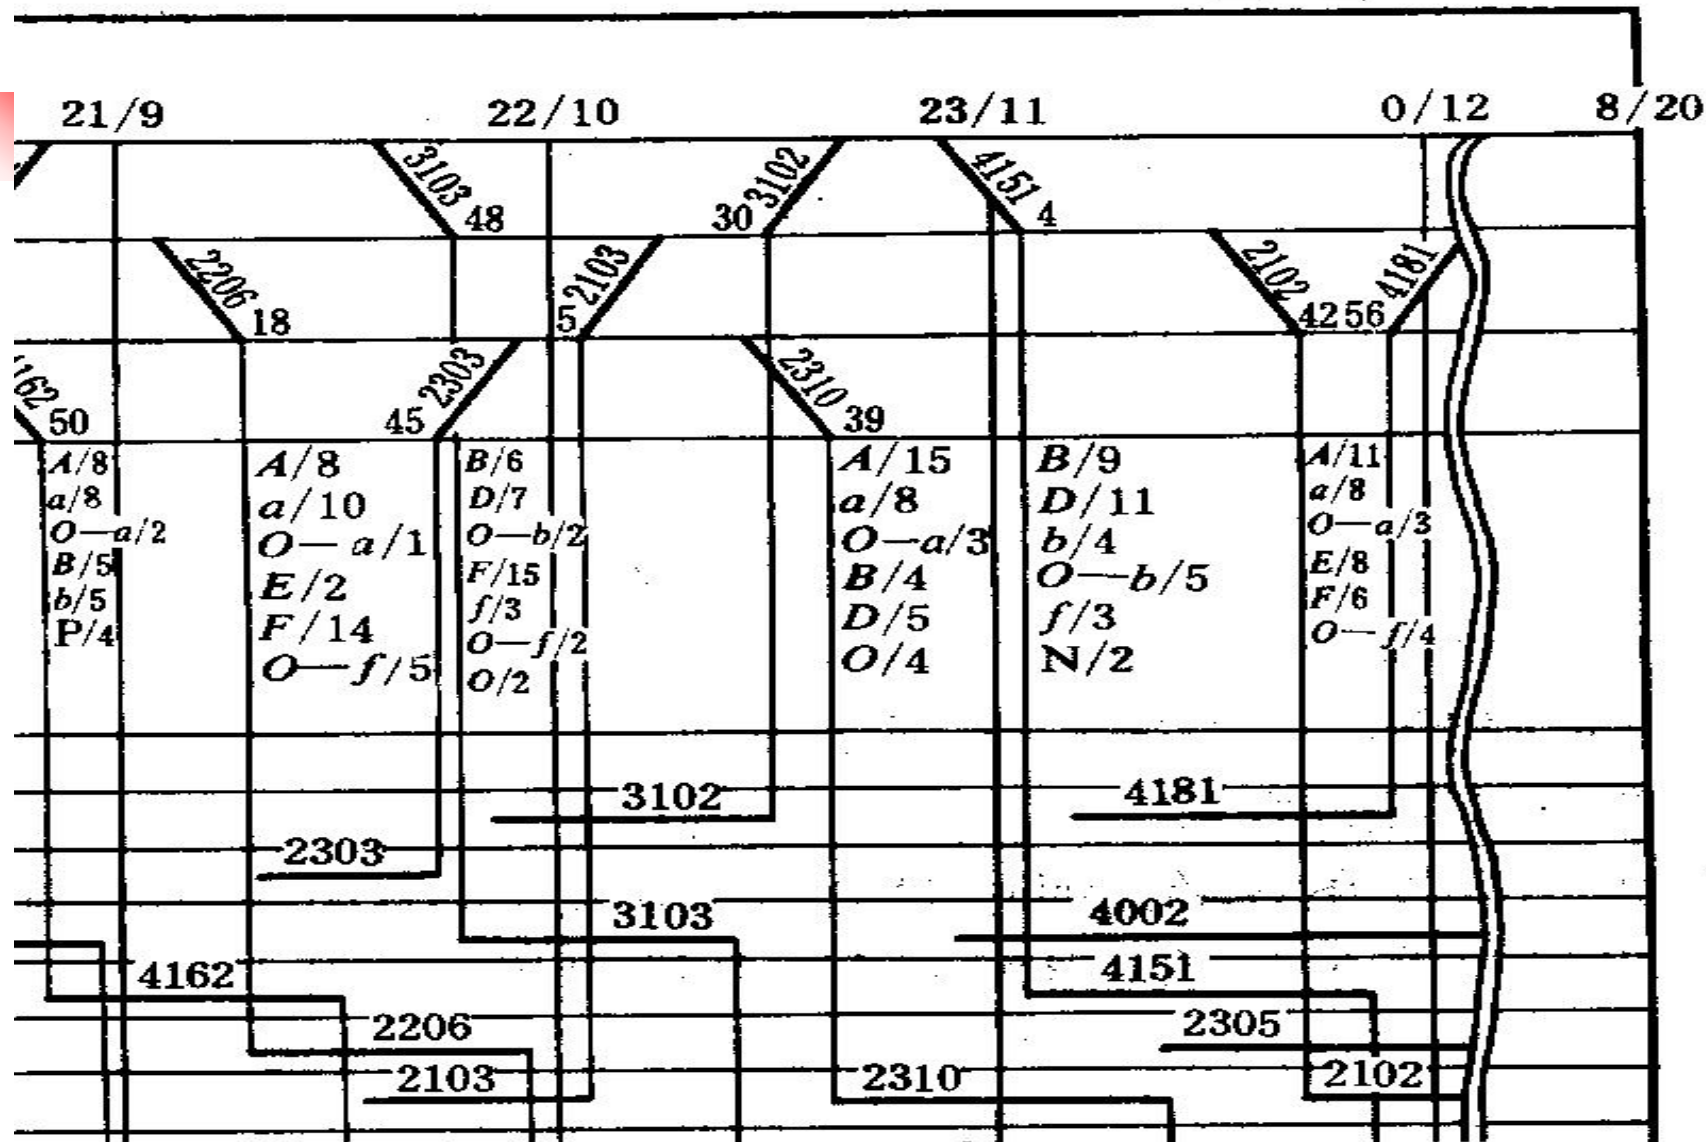 21/9 22/10 23/11 0/12 8/20
3103 3102 4151
48 30 4
2206 2103 2102 4181
18 5 42 56
162 2303 2310
50 45 39
A/8
a/8
O—a/2
B/5
b/5
P/4
A/8
a/10
O—a/1
E/2
F/14
O—f/5
B/6
D/7
O—b/2
F/15
f/3
O—f/2
O/2
A/15
a/8
O—a/3
B/4
D/5
O/4
B/9
D/11
b/4
O—b/5
f/3
N/2
A/11
a/8
O—a/3
E/8
F/6
O—f/4
3102 4181
2303
3103 4002
4162 4151
2206 2305
2103 2310 2102